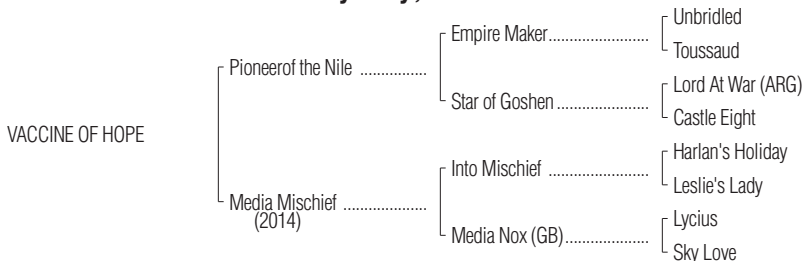 Unbridled
Empire Maker......................
Toussaud
Pioneerof the Nile ................
Lord At War (ARG)
Star of Goshen ....................
Castle Eight
VACCINE OF HOPE
Harlan's Holiday
Into Mischief ......................
Leslie's Lady
Media Mischief ...................
(2014)
Lycius
Media Nox (GB)...................
Sky Love